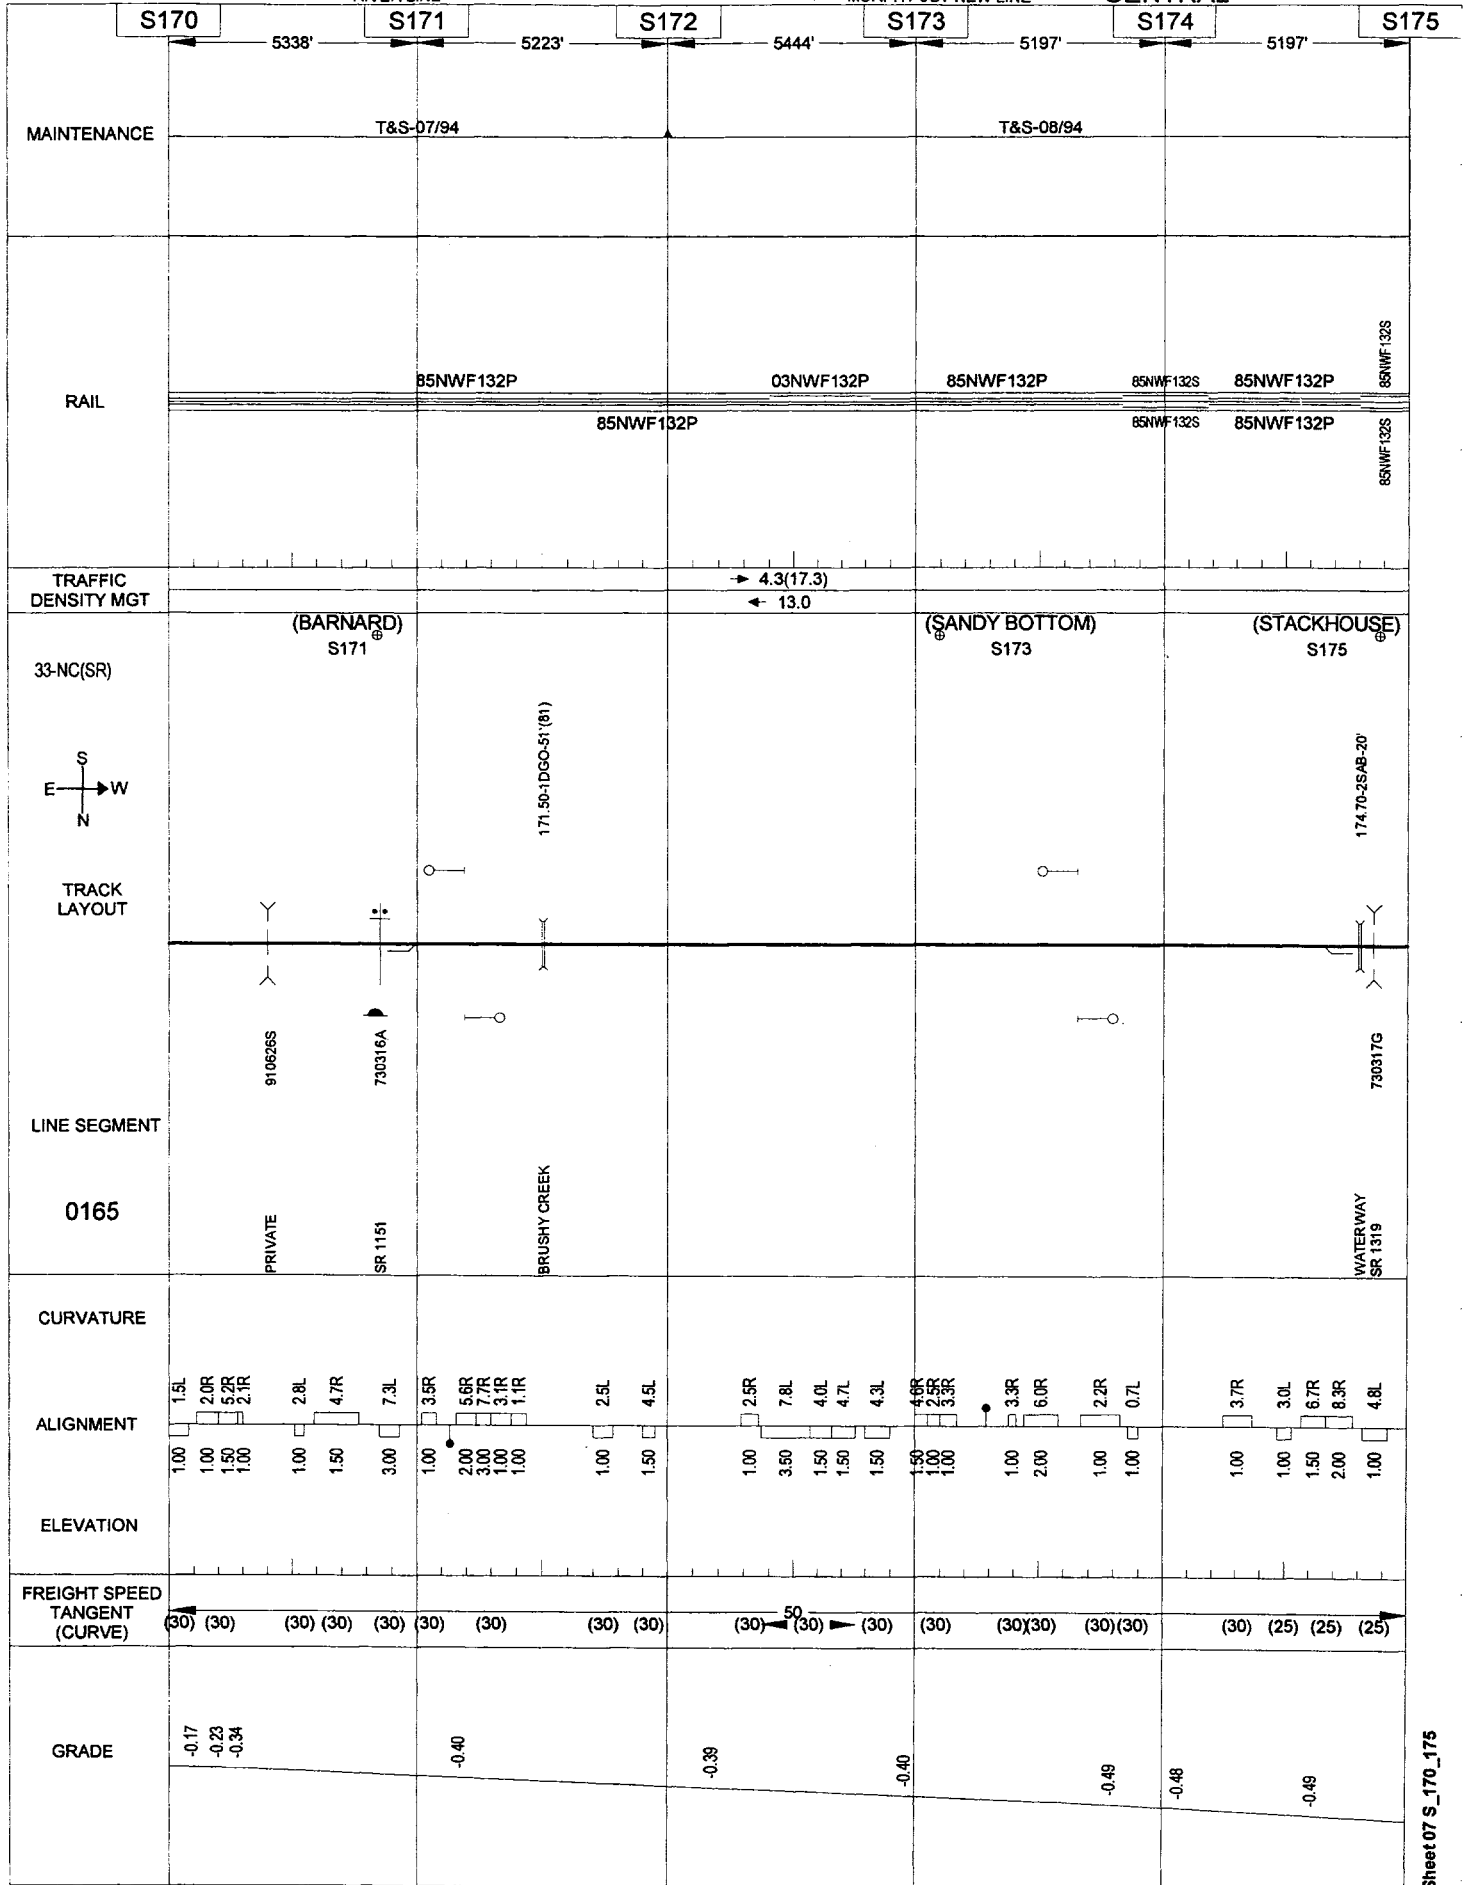 S170 S171 S172 S173 S174 S175
5338' 5223' 5444' 5197' 5197'
MAINTENANCE
T&S-07/94 T&S-08/94
RAIL
85NWF132P 03NWF132P 85NWF132P 85NWF132S 85NWF132P 85NWF132S
85NWF132P 85NWF132S 85NWF132P 85NWF132S
TRAFFIC
DENSITY MGT
4.3(17.3)
13.0
(BARNARD) (SANDY BOTTOM) (STACKHOUSE)
S171 S173 S175
33-NC(SR)
S
E W
N
171.50-1DGO-51'(81)
174.70-2SAB-20'
TRACK
LAYOUT
910626S
730316A
730317G
LINE SEGMENT
0165
PRIVATE
SR 1151
BRUSHY CREEK
WATERWAY
SR 1319
CURVATURE
1.5L 2.0R 5.2R 2.1R 2.8L 4.7R 7.3L 3.5R 5.6R 7.7R 3.1R 1.1R 2.5L 4.5L 2.5R 7.8L 4.0L 4.7L 4.3L 4.6R 2.5R 3.3R 3.3R 6.0R 2.2R 0.7L 3.7R 3.0L 6.7R 8.3R 4.8L
ALIGNMENT
1.00 1.00 1.50 1.00 1.00 1.50 3.00 1.00 2.00 3.00 1.00 1.00 1.00 1.50 1.00 3.50 1.50 1.50 1.50 1.50 1.00 1.00 1.00 2.00 1.00 1.00 1.00 1.00 1.50 2.00 1.00
ELEVATION
FREIGHT SPEED
TANGENT
(CURVE)
50
(30) (30) (30) (30) (30) (30) (30) (30) (30) (30) (30) (30) (30) (30) (30) (30) (30) (30) (25) (25) (25)
GRADE
-0.17 -0.23 -0.34 -0.40 -0.39 -0.40 -0.49 -0.48 -0.49
Sheet 07 S_170_175